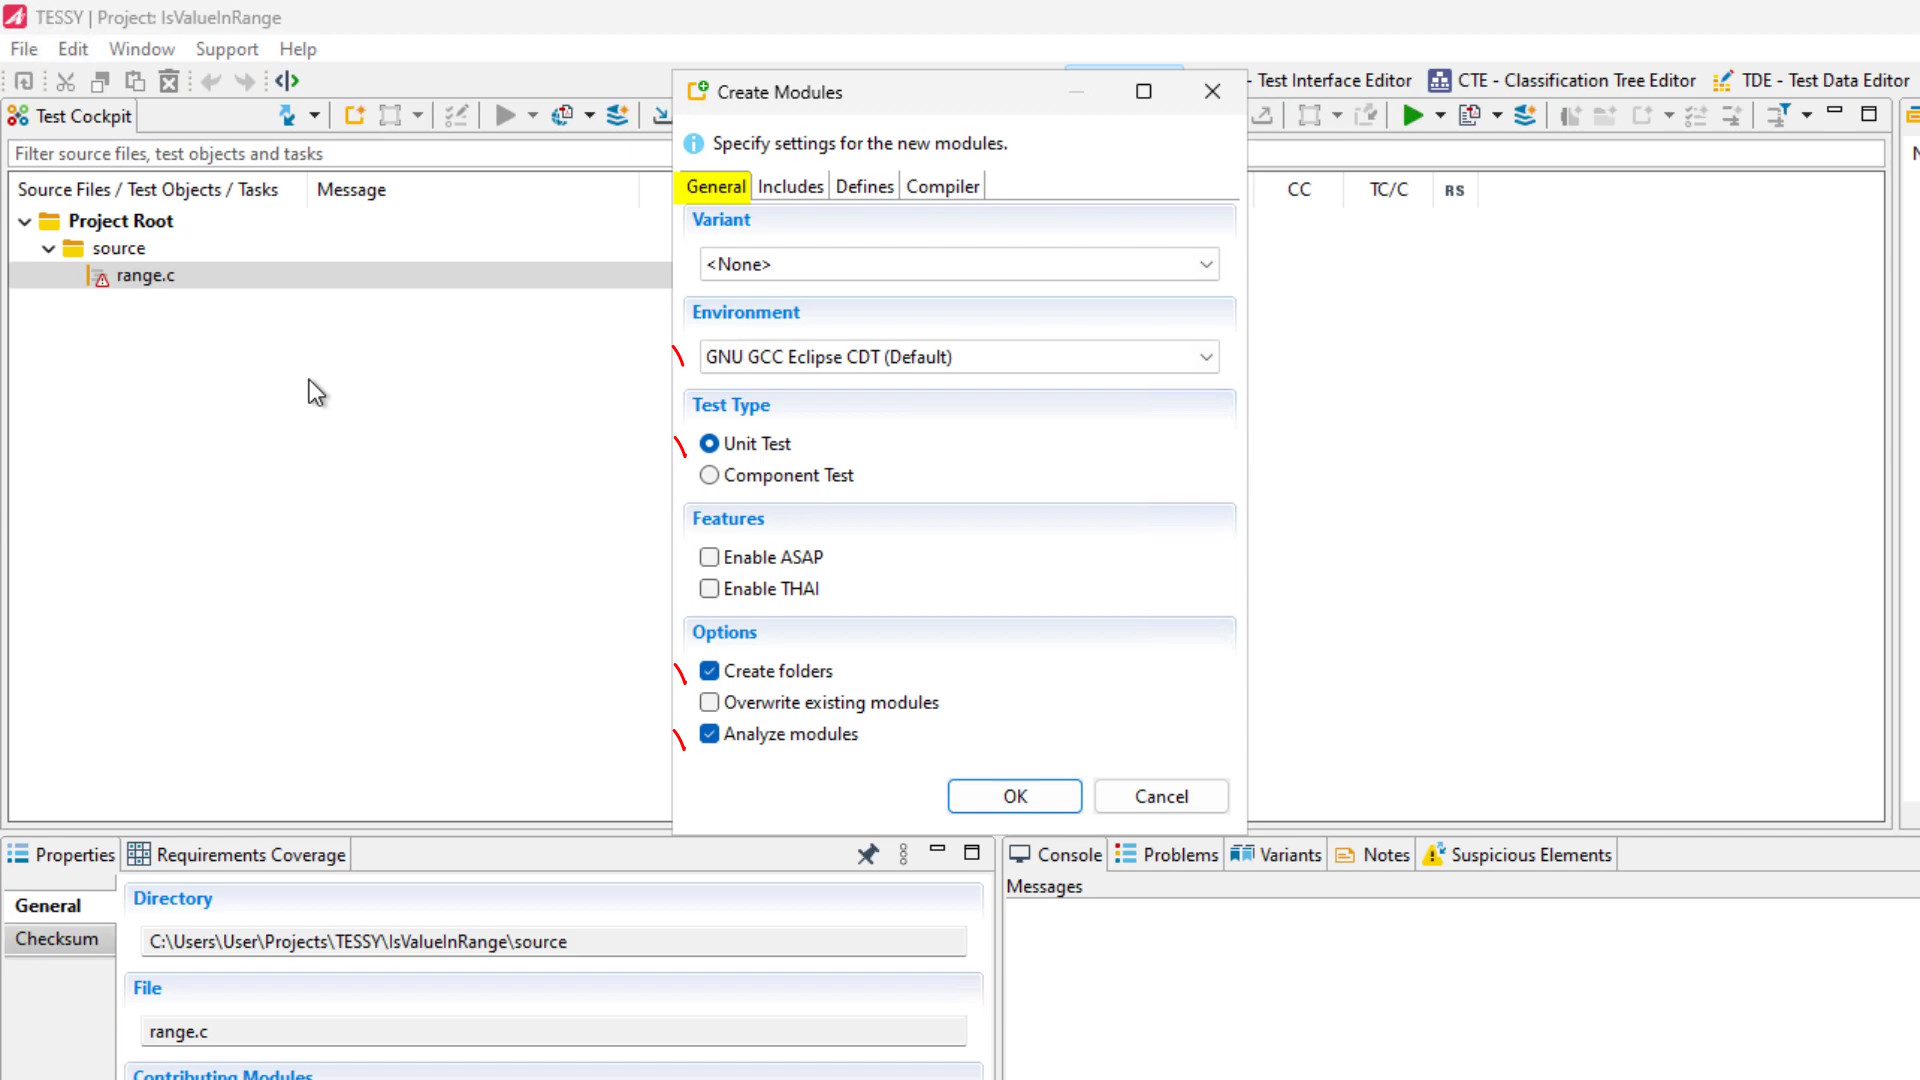 TESSY | Project: IsValueInRange
File Edit Window Support Help
- Test Interface Editor CTE - Classification Tree Editor TDE - Test Data Editor
Test Cockpit
Filter source files, test objects and tasks
Source Files / Test Objects / Tasks Message CC TC/C RS
Project Root
source
range.c
Create Modules
Specify settings for the new modules.
General Includes Defines Compiler
Variant
<None>
Environment
GNU GCC Eclipse CDT (Default)
Test Type
Unit Test
Component Test
Features
Enable ASAP
Enable THAI
Options
Create folders
Overwrite existing modules
Analyze modules
OK Cancel
Properties Requirements Coverage
General
Checksum
Directory
C:\Users\User\Projects\TESSY\IsValueInRange\source
File
range.c
Contributing Modules
Console Problems Variants Notes Suspicious Elements
Messages